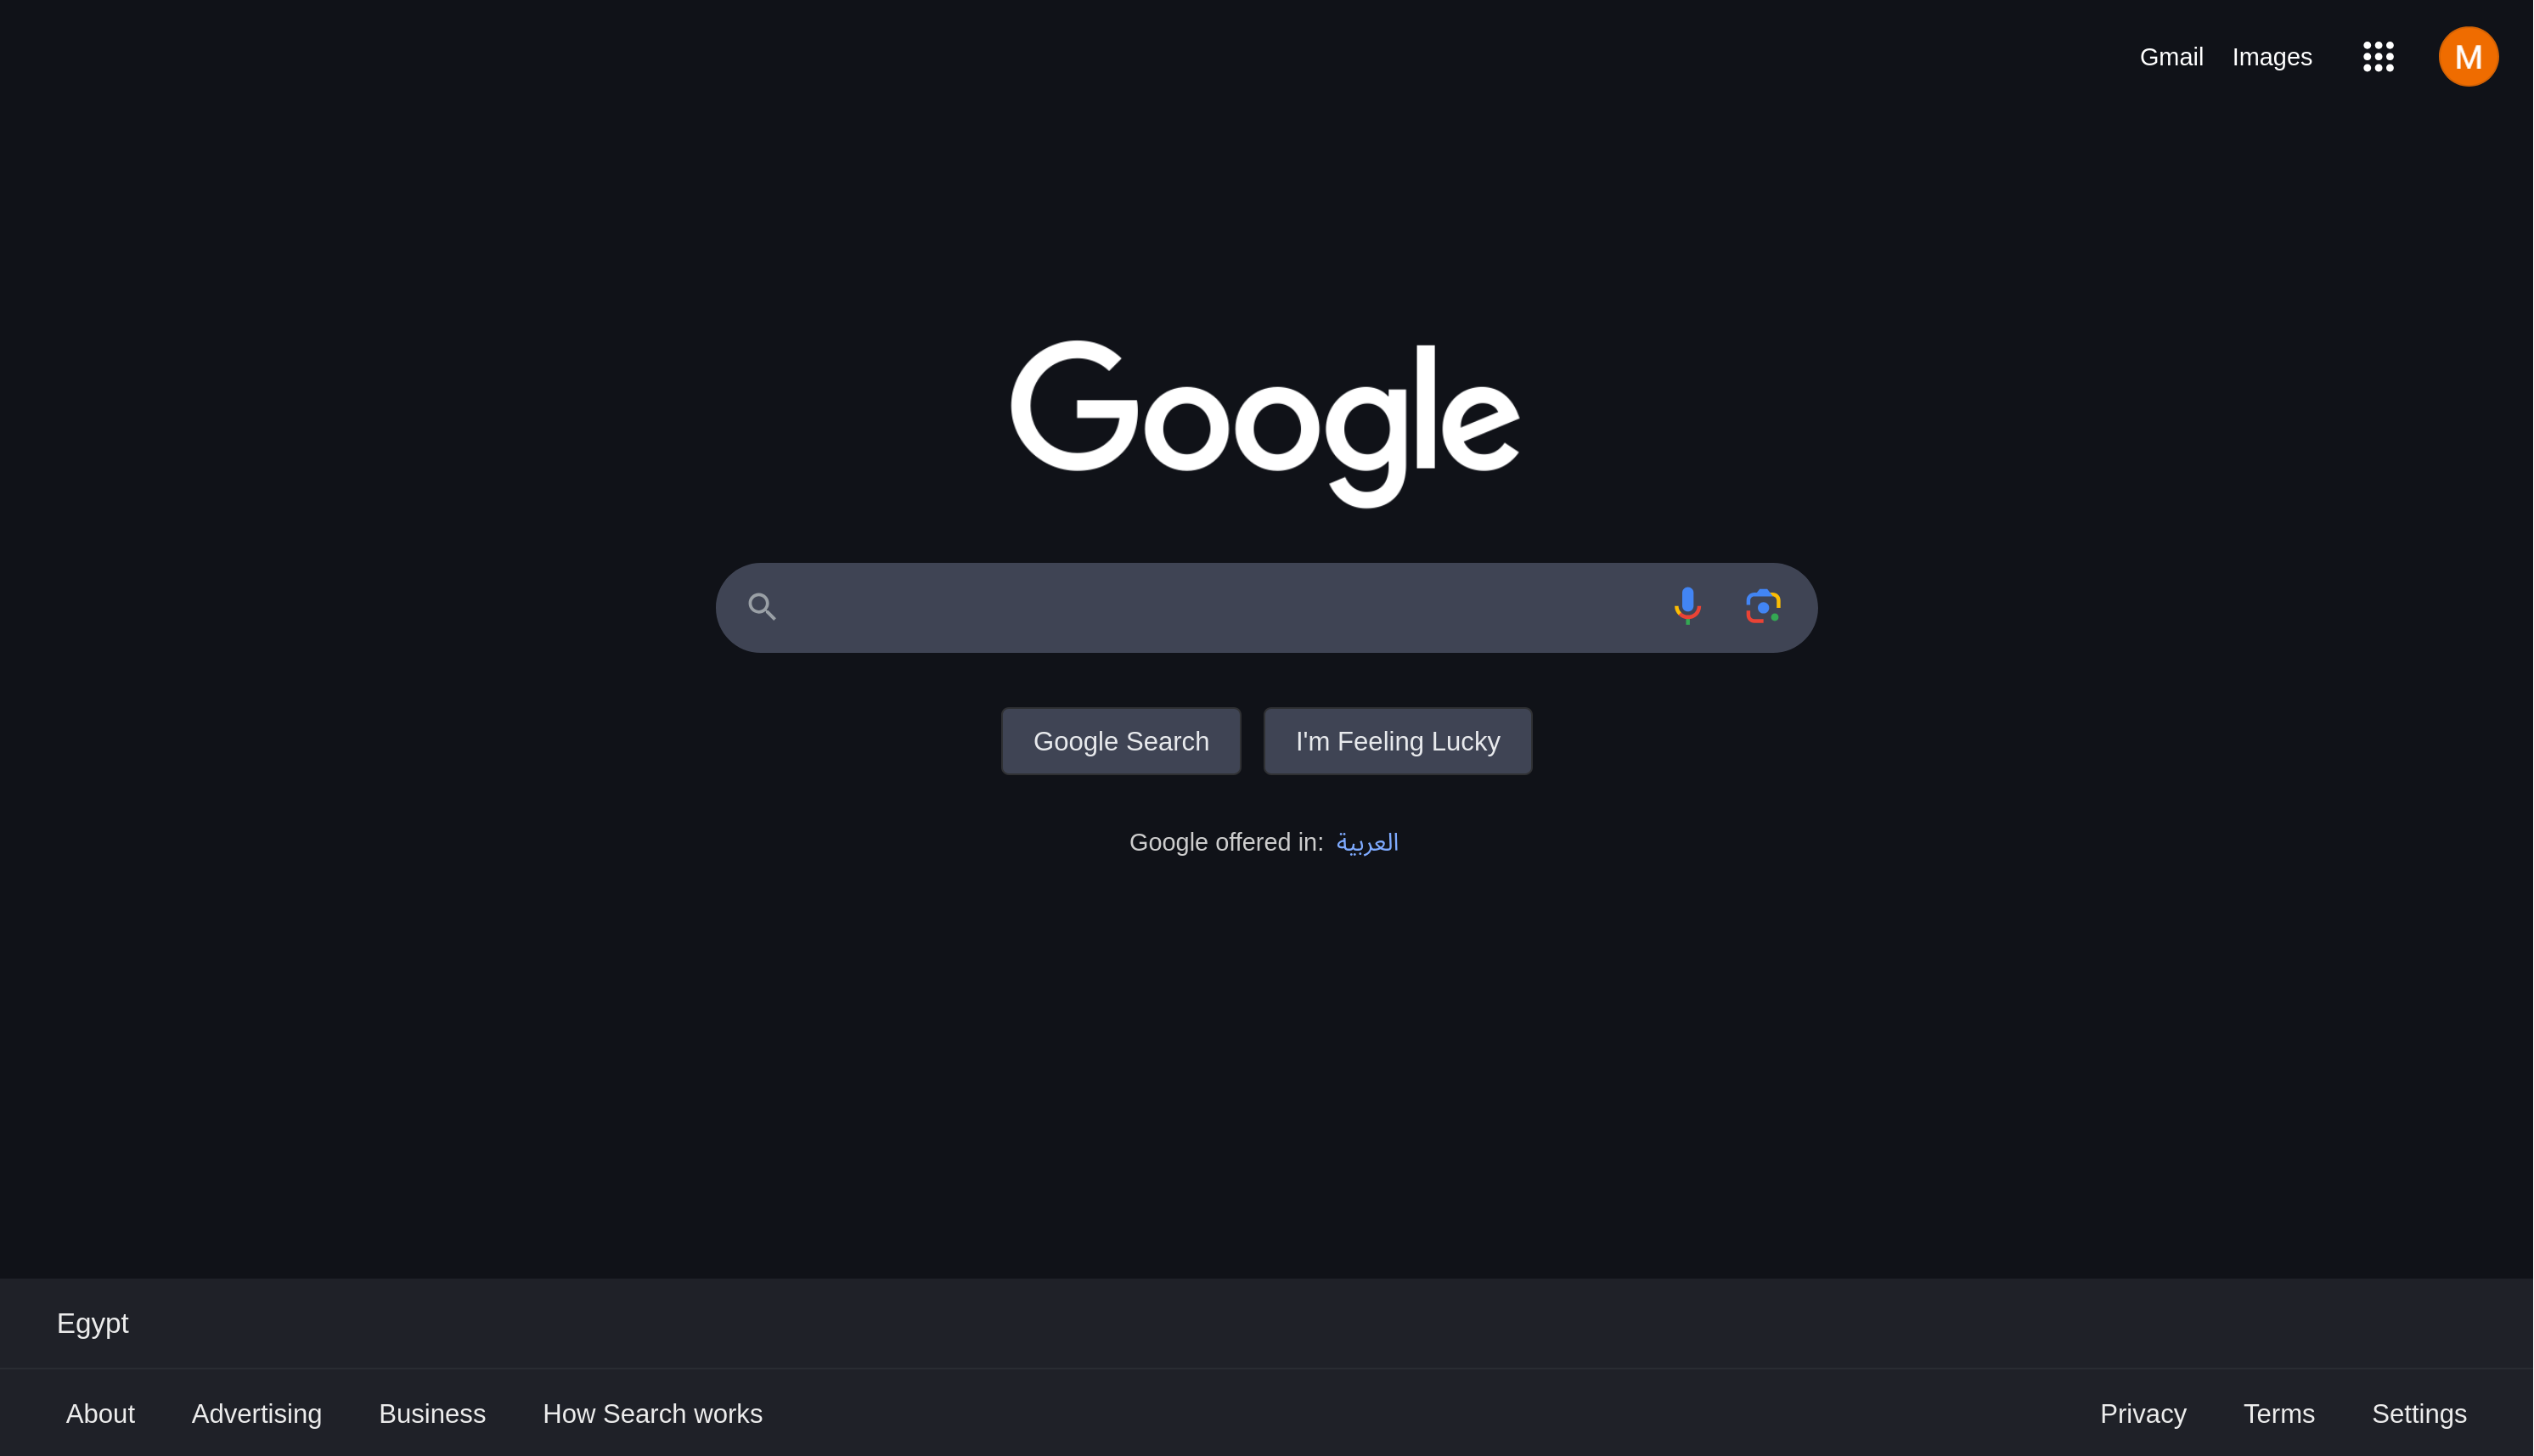 Gmail Images M
Google
Google Search I'm Feeling Lucky
Google offered in: العربية
Egypt
About Advertising Business How Search works Privacy Terms Settings